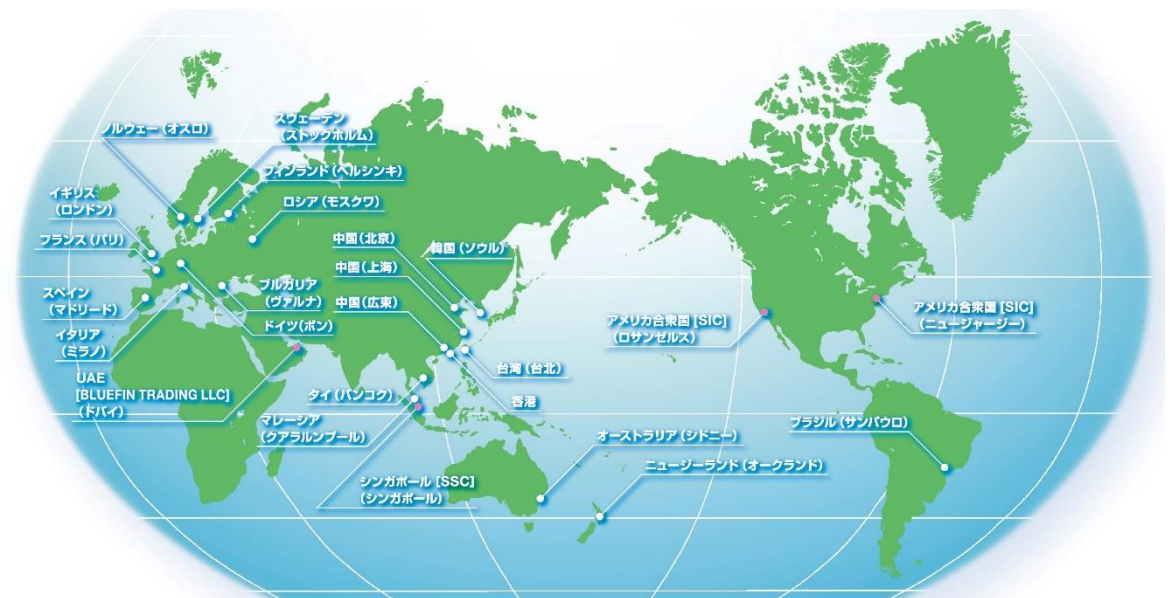 ノルウェー（オスロ）
スウェーデン
（ストックホルム）
フィンランド（ヘルシンキ）
イギリス
（ロンドン）
ロシア（モスクワ）
フランス（パリ）
中国（北京）
韓国（ソウル）
中国（上海）
スペイン
（マドリード）
ブルガリア
（ヴァルナ）
中国（広東）
アメリカ合衆国 [SIC]
（ロサンゼルス）
アメリカ合衆国 [SIC]
（ニュージャージー）
イタリア
（ミラノ）
ドイツ（ボン）
UAE
[BLUEFIN TRADING LLC]
（ドバイ）
台湾（台北）
タイ（バンコク）
香港
マレーシア
（クアラルンプール）
オーストラリア（シドニー）
ブラジル（サンパウロ）
ニュージーランド（オークランド）
シンガポール [SSC]
（シンガポール）